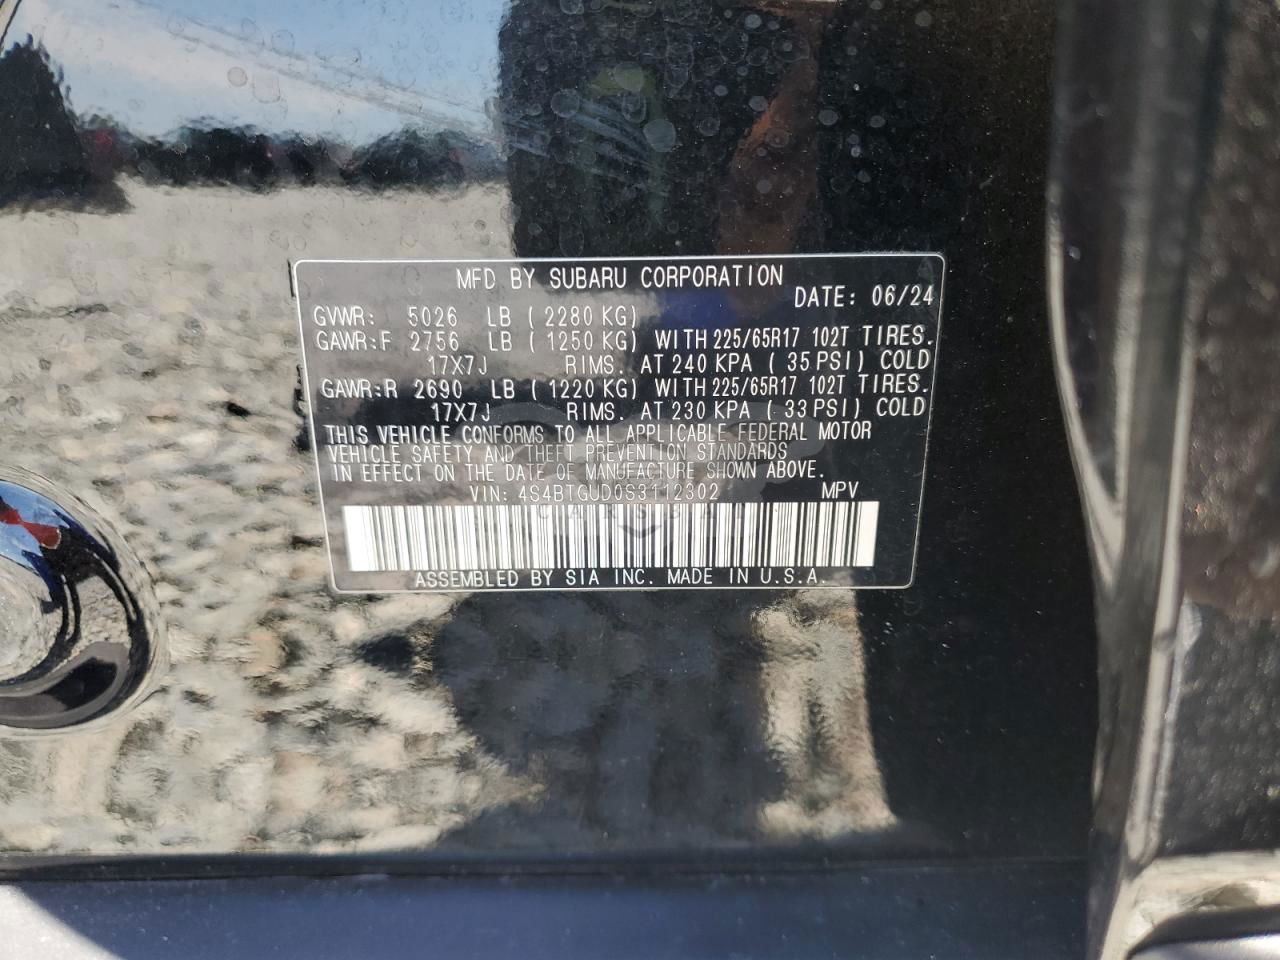 MFD BY SUBARU CORPORATION
DATE: 06/24
GVWR: 5026 LB ( 2280 KG)
GAWR:F 2756 LB ( 1250 KG) WITH 225/65R17 102T TIRES.
17X7J RIMS. AT 240 KPA ( 35 PSI) COLD
GAWR:R 2690 LB ( 1220 KG) WITH 225/65R17 102T TIRES.
17X7J RIMS. AT 230 KPA ( 33 PSI) COLD
THIS VEHICLE CONFORMS TO ALL APPLICABLE FEDERAL MOTOR
VEHICLE SAFETY AND THEFT PREVENTION STANDARDS
IN EFFECT ON THE DATE OF MANUFACTURE SHOWN ABOVE.
VIN: 4S4BTGUD0S3112302 MPV
ASSEMBLED BY SIA INC. MADE IN U.S.A.